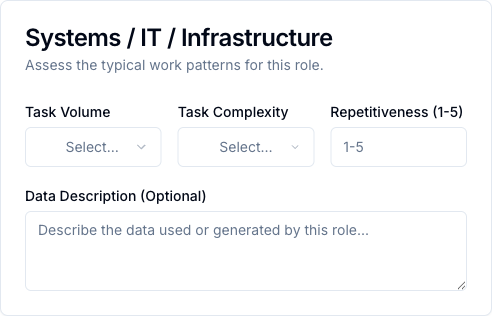 Systems / IT / Infrastructure
Assess the typical work patterns for this role.
Task Volume
Task Complexity
Repetitiveness (1-5)
Select...
Select...
1-5
Data Description (Optional)
Describe the data used or generated by this role...